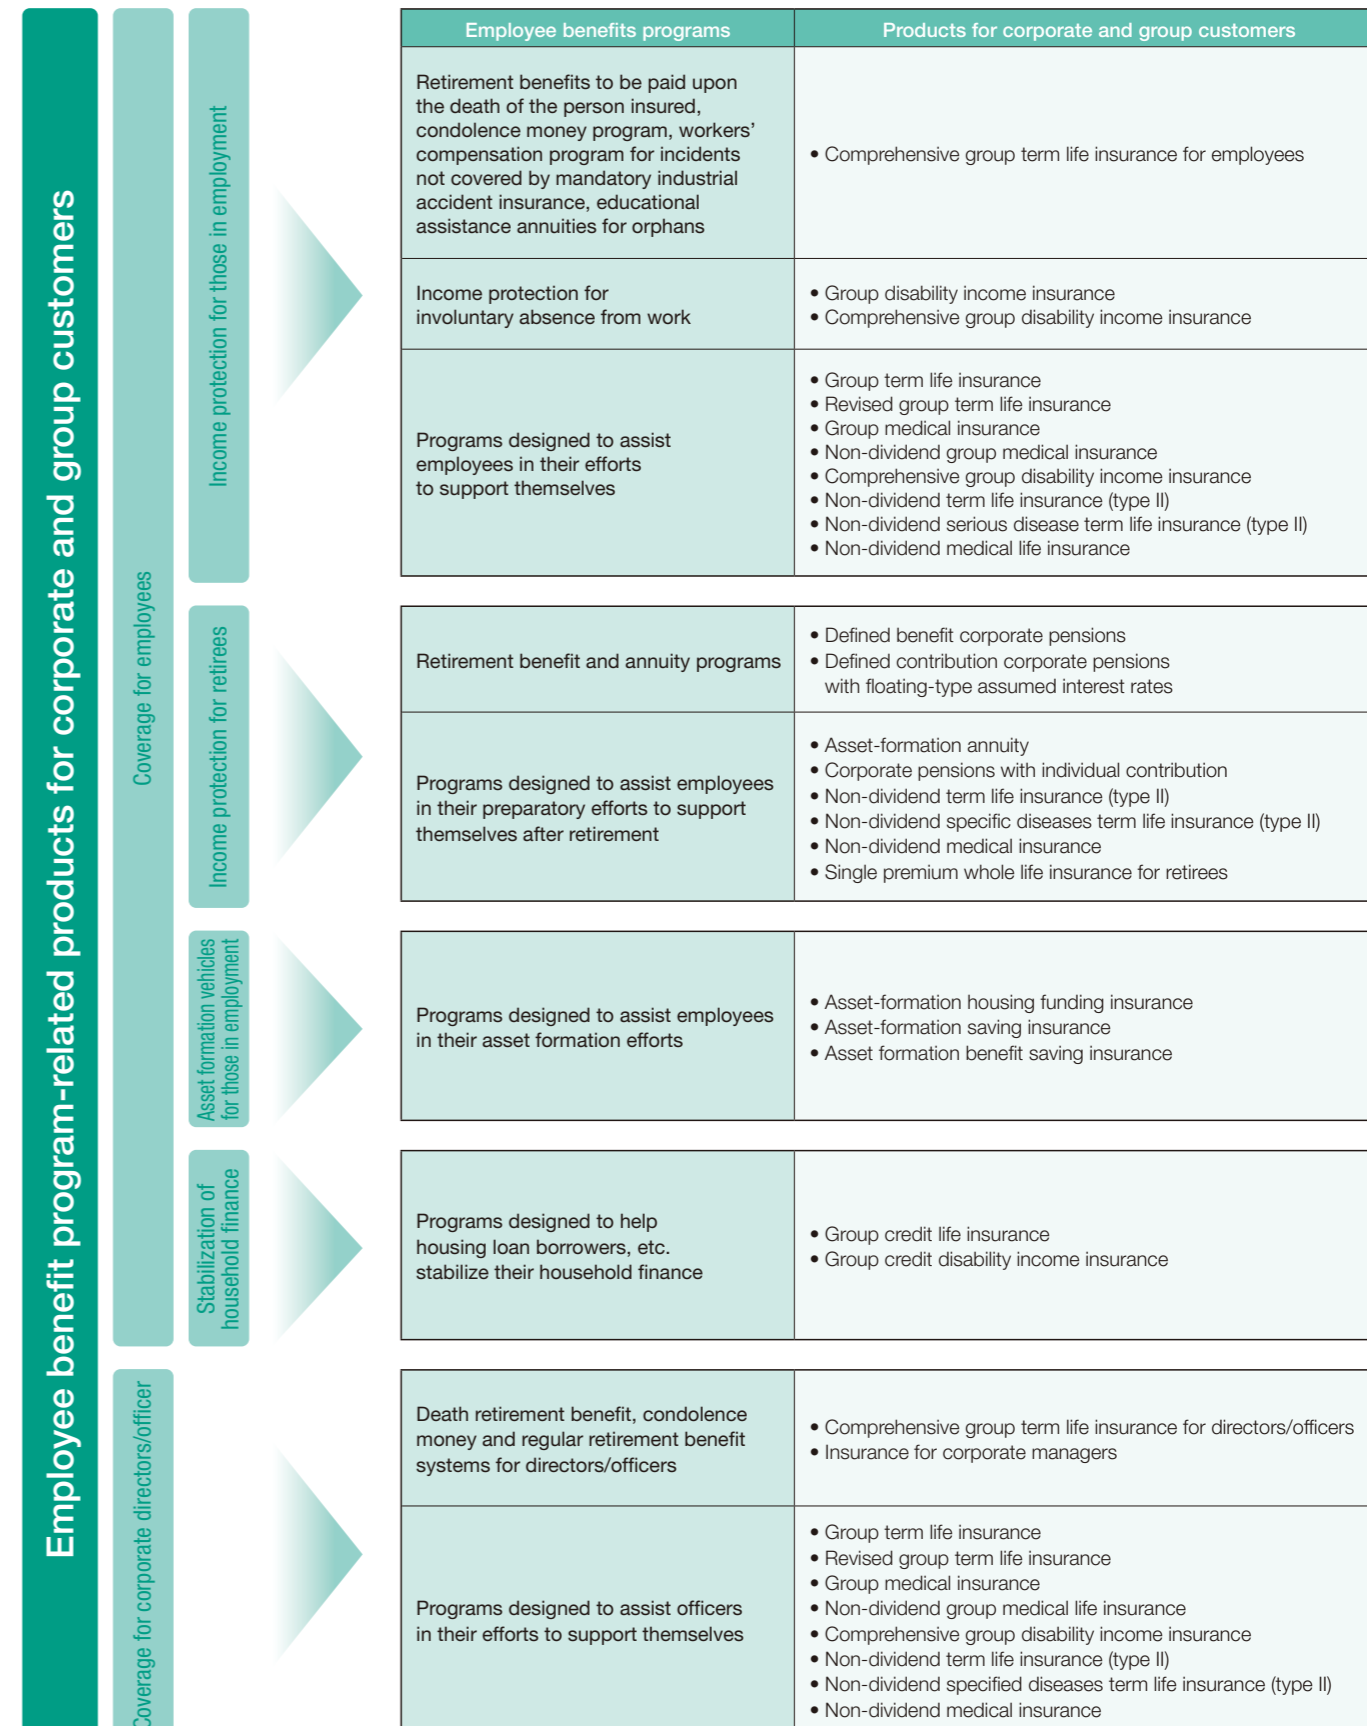 Employee benefit program-related products for corporate and group customers
Coverage for employees
Income protection for those in employment
Employee benefits programs
Products for corporate and group customers
Retirement benefits to be paid upon
the death of the person insured,
condolence money program, workers’
compensation program for incidents
not covered by mandatory industrial
accident insurance, educational
assistance annuities for orphans
• Comprehensive group term life insurance for employees
Income protection for
involuntary absence from work
• Group disability income insurance
• Comprehensive group disability income insurance
Programs designed to assist
employees in their efforts
to support themselves
• Group term life insurance
• Revised group term life insurance
• Group medical insurance
• Non-dividend group medical insurance
• Comprehensive group disability income insurance
• Non-dividend term life insurance (type II)
• Non-dividend serious disease term life insurance (type II)
• Non-dividend medical life insurance
Income protection for retirees
Retirement benefit and annuity programs
• Defined benefit corporate pensions
• Defined contribution corporate pensions
with floating-type assumed interest rates
Programs designed to assist employees
in their preparatory efforts to support
themselves after retirement
• Asset-formation annuity
• Corporate pensions with individual contribution
• Non-dividend term life insurance (type II)
• Non-dividend specific diseases term life insurance (type II)
• Non-dividend medical insurance
• Single premium whole life insurance for retirees
Asset formation vehicles
for those in employment
Programs designed to assist employees
in their asset formation efforts
• Asset-formation housing funding insurance
• Asset-formation saving insurance
• Asset formation benefit saving insurance
Stabilization of
household finance
Programs designed to help
housing loan borrowers, etc.
stabilize their household finance
• Group credit life insurance
• Group credit disability income insurance
Coverage for corporate directors/officer
Death retirement benefit, condolence
money and regular retirement benefit
systems for directors/officers
• Comprehensive group term life insurance for directors/officers
• Insurance for corporate managers
Programs designed to assist officers
in their efforts to support themselves
• Group term life insurance
• Revised group term life insurance
• Group medical insurance
• Non-dividend group medical life insurance
• Comprehensive group disability income insurance
• Non-dividend term life insurance (type II)
• Non-dividend specified diseases term life insurance (type II)
• Non-dividend medical insurance